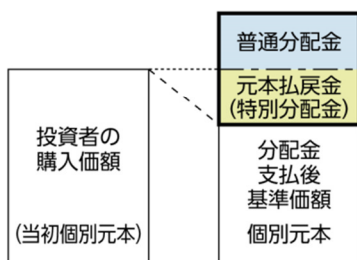 普通分配金
元本払戻金
(特別分配金)
投資者の
購入価額
(当初個別元本)
分配金
支払後
基準価額
個別元本